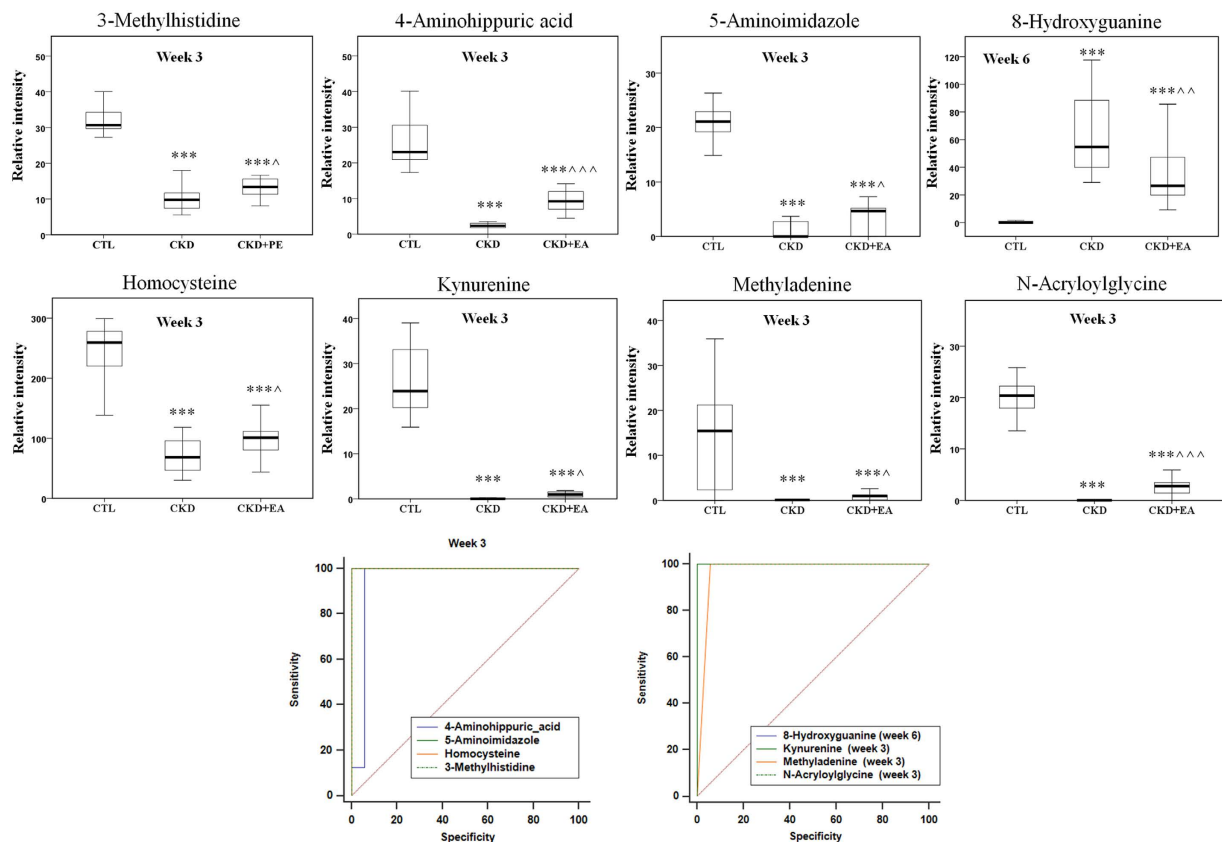 3-Methylhistidine
4-Aminohippuric acid
5-Aminoimidazole
8-Hydroxyguanine
Relative intensity
50
40
30
20
10
0
Week 3
***
***^
CTL
CKD
CKD+PE
Relative intensity
50
40
30
20
10
0
Week 3
***
***^^^
CTL
CKD
CKD+EA
Relative intensity
30
20
10
0
Week 3
***
***^
CTL
CKD
CKD+EA
Relative intensity
120
100
80
60
40
20
0
Week 6
***
***^^
CTL
CKD
CKD+EA
Homocysteine
Kynurenine
Methyladenine
N-Acryloylglycine
Relative intensity
300
200
100
0
Week 3
***
***^
CTL
CKD
CKD+EA
Relative intensity
40
30
20
10
0
Week 3
***
***^
CTL
CKD
CKD+EA
Relative intensity
40
30
20
10
0
Week 3
***
***^
CTL
CKD
CKD+EA
Relative intensity
30
20
10
0
Week 3
***
***^^^
CTL
CKD
CKD+EA
Week 3
Sensitivity
100
80
60
40
20
0
4-Aminohippuric_acid
5-Aminoimidazole
Homocysteine
3-Methylhistidine
0
20
40
60
80
100
Specificity
Sensitivity
100
80
60
40
20
0
8-Hydroxyguanine (week 6)
Kynurenine (week 3)
Methyladenine (week 3)
N-Acryloylglycine (week 3)
0
20
40
60
80
100
Specificity